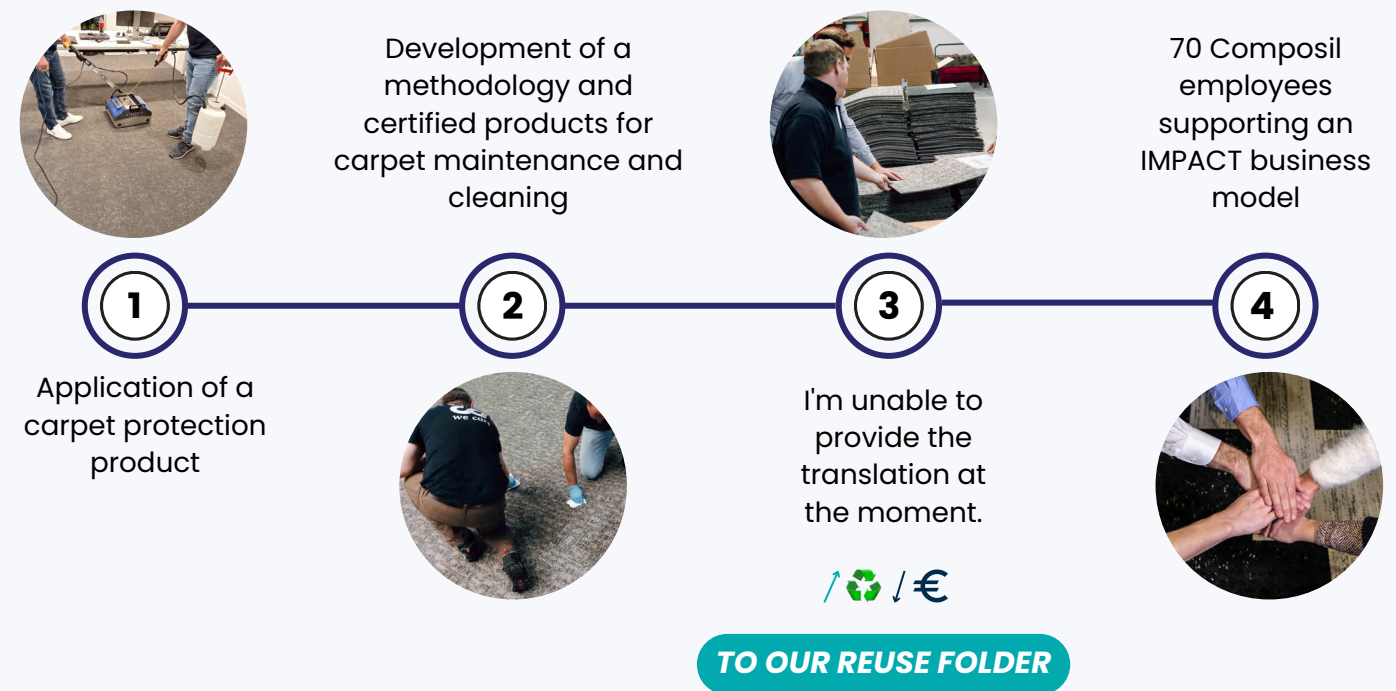 Development of a
methodology and
certified products for
carpet maintenance and
cleaning
70 Composil
employees
supporting an
IMPACT business
model
1
2
3
4
Application of a
carpet protection
product
we care
I'm unable to
provide the
translation at
the moment.
€
TO OUR REUSE FOLDER